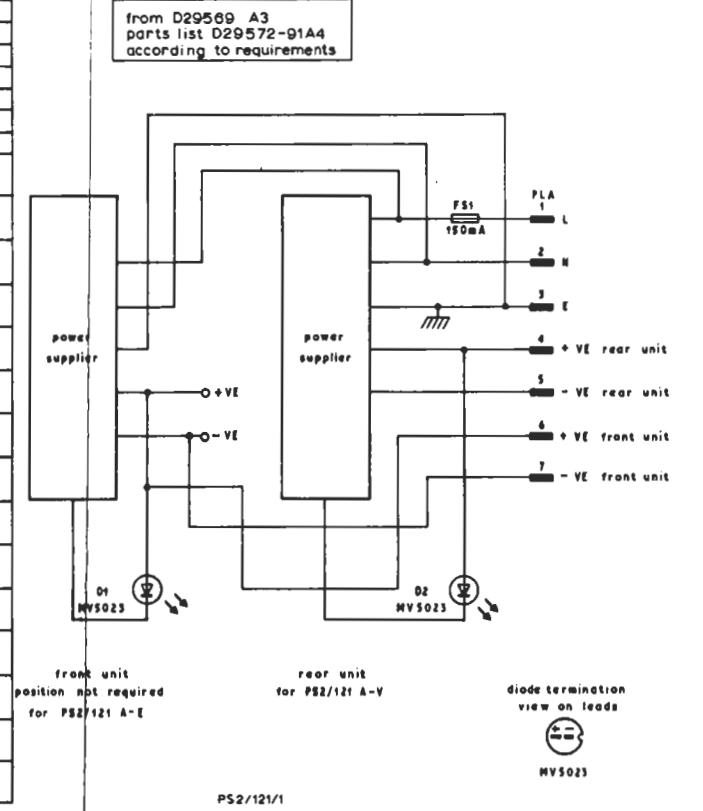 from D29569 A3
parts list D29572-91A4
according to requirements
PLA
1
FS1
L
150mA
2
N
3
E
power
supplier
power
supplier
4
+ VE rear unit
5
- VE rear unit
+VE
6
+ VE front unit
-VE
7
- VE front unit
D1
MV5023
D2
MV5023
front unit
position not required
for PS2/121 A-E
rear unit
for PS2/121 A-V
diode termination
view on leads
+ -
MV5023
PS2/121/1